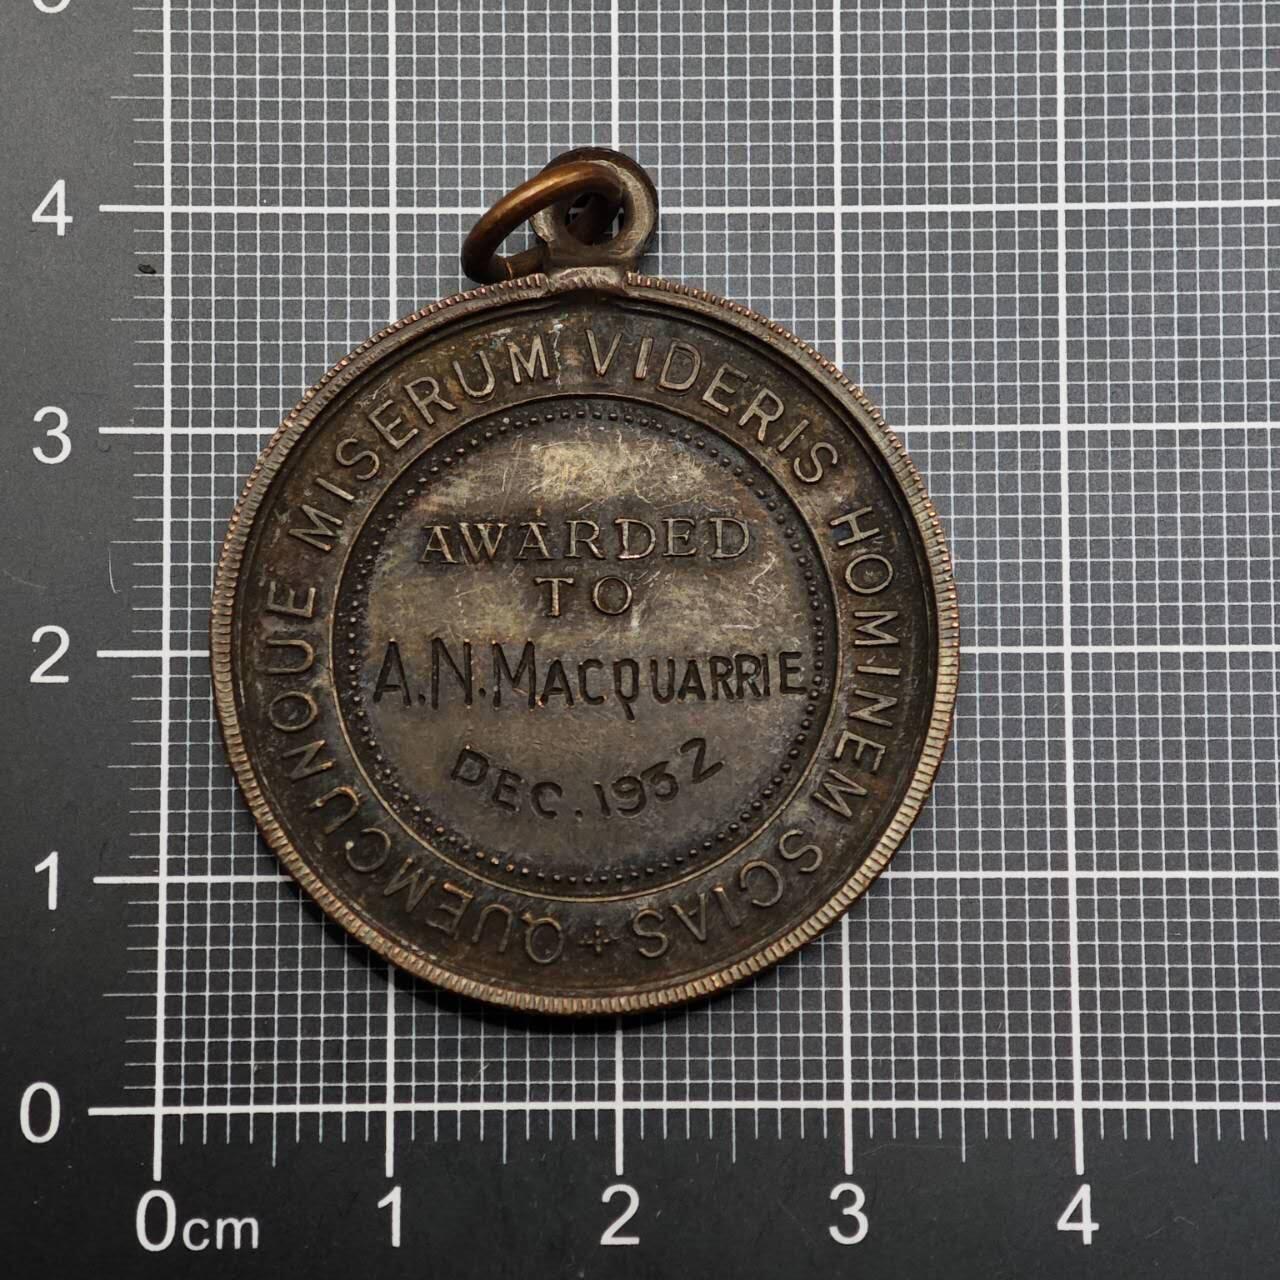 QUEMCUNQUE MISERUM VIDERIS HOMINEM SCIAS
AWARDED
TO
A.N. MACQUARRIE
DEC. 1932
4
3
2
1
0
0cm 1 2 3 4